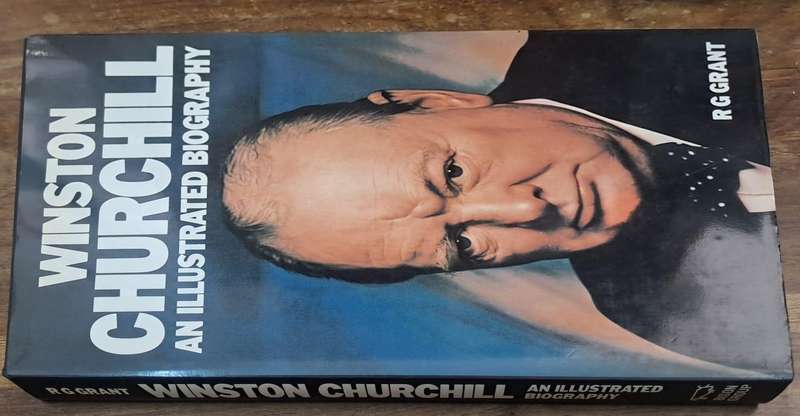 WINSTON
CHURCHILL
AN ILLUSTRATED BIOGRAPHY
R G GRANT
R G GRANT WINSTON CHURCHILL AN ILLUSTRATED
BIOGRAPHY